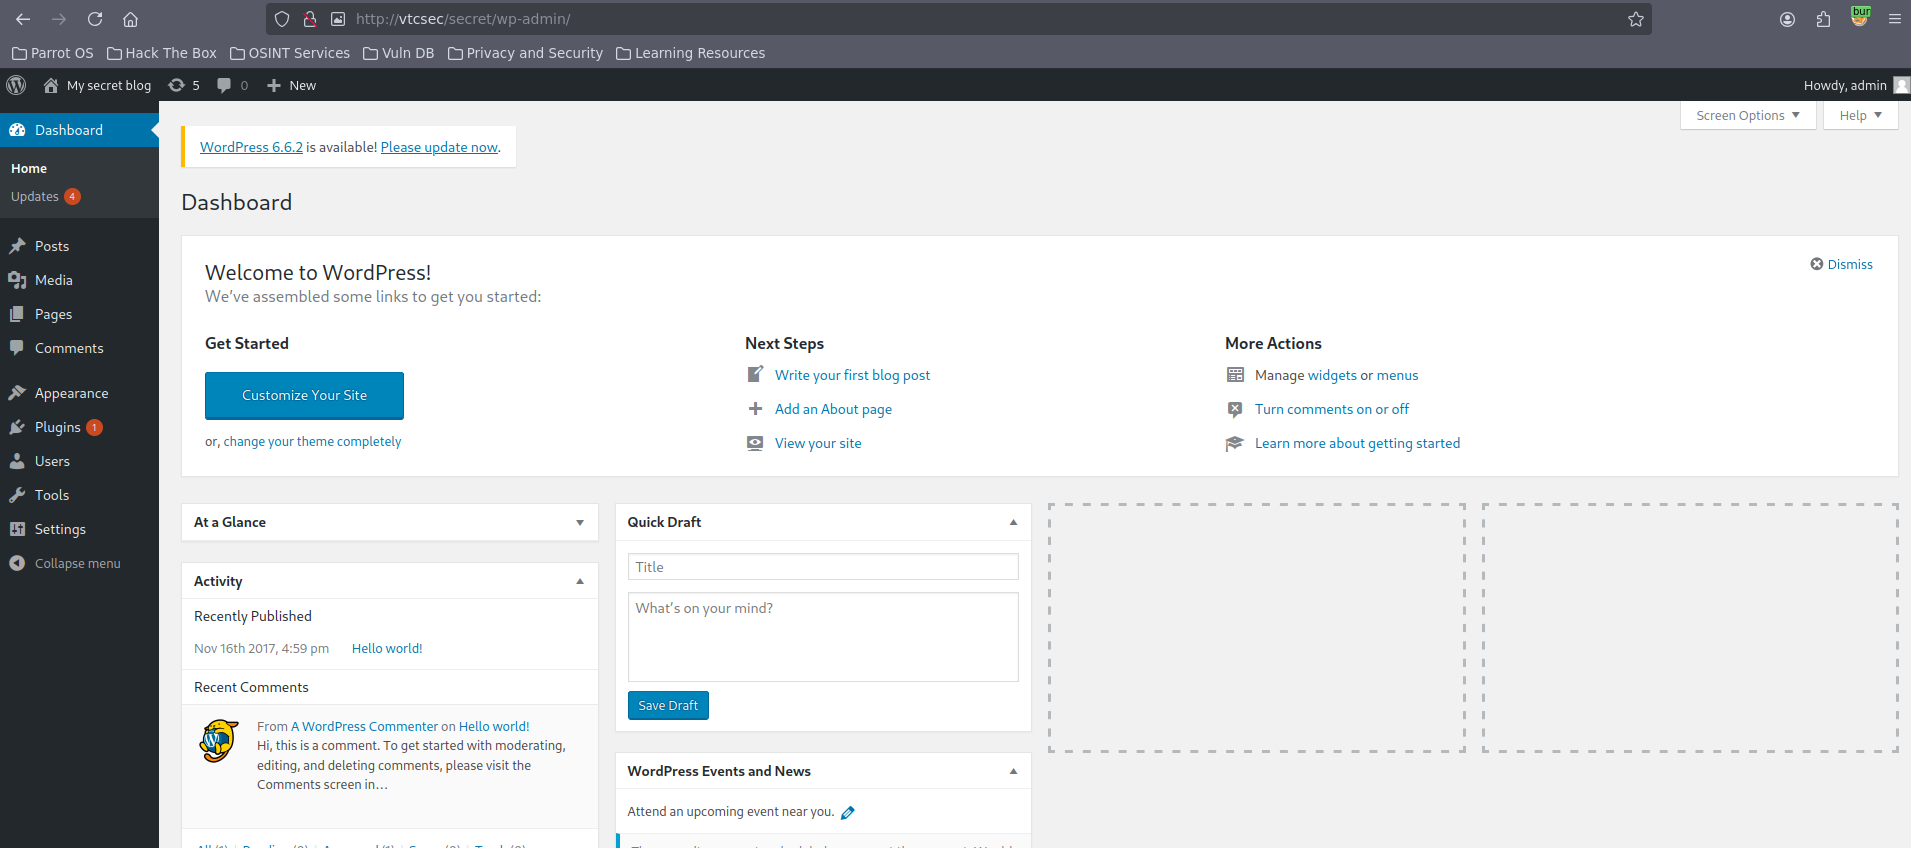 http://vtcsec/secret/wp-admin/
bur
Parrot OS Hack The Box OSINT Services Vuln DB Privacy and Security Learning Resources
My secret blog 5 0 New Howdy, admin
Screen Options Help
Dashboard
Home
Updates 4
Posts
Media
Pages
Comments
Appearance
Plugins 1
Users
Tools
Settings
Collapse menu
WordPress 6.6.2 is available! Please update now.
Dashboard
Welcome to WordPress!
We've assembled some links to get you started:
Dismiss
Get Started
Customize Your Site
or, change your theme completely
Next Steps
Write your first blog post
Add an About page
View your site
More Actions
Manage widgets or menus
Turn comments on or off
Learn more about getting started
At a Glance
Activity
Recently Published
Nov 16th 2017, 4:59 pm Hello world!
Recent Comments
From A WordPress Commenter on Hello world!
Hi, this is a comment. To get started with moderating,
editing, and deleting comments, please visit the
Comments screen in…
Quick Draft
Title
What's on your mind?
Save Draft
WordPress Events and News
Attend an upcoming event near you.